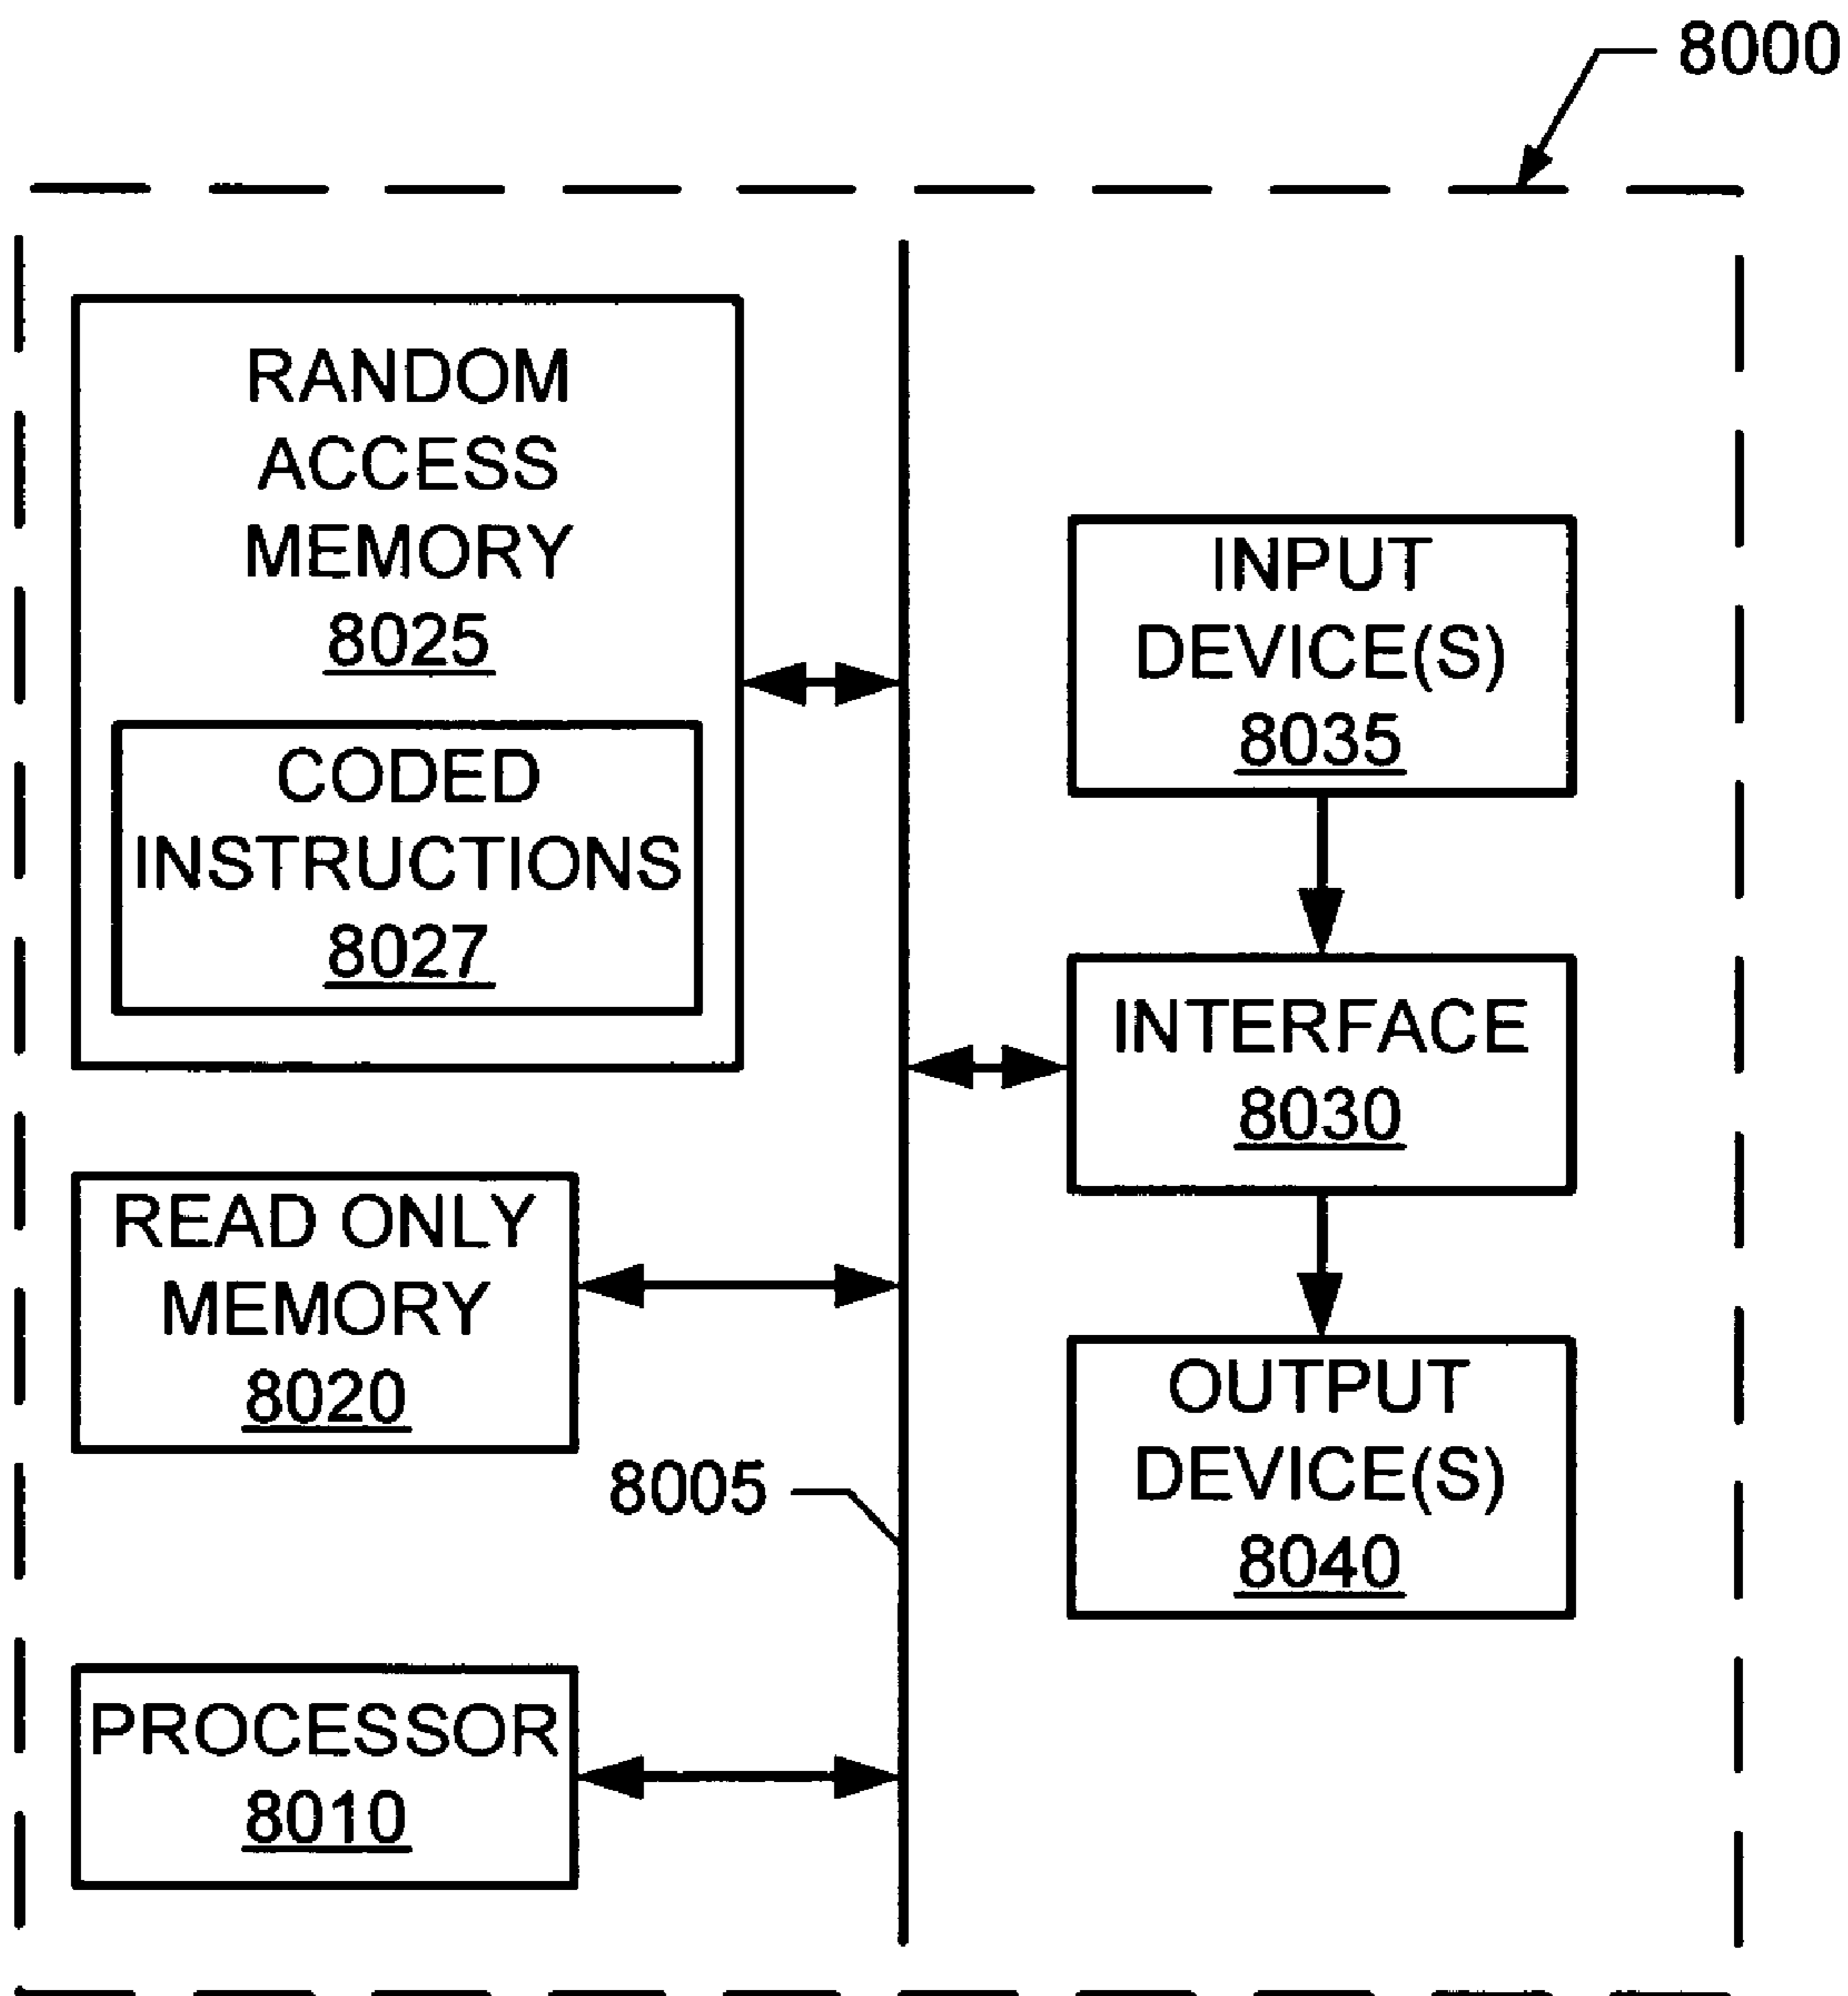 8000
RANDOM
ACCESS
MEMORY
8025
CODED
INSTRUCTIONS
8027
READ ONLY
MEMORY
8020
8005
PROCESSOR
8010
INPUT
DEVICE(S)
8035
INTERFACE
8030
OUTPUT
DEVICE(S)
8040